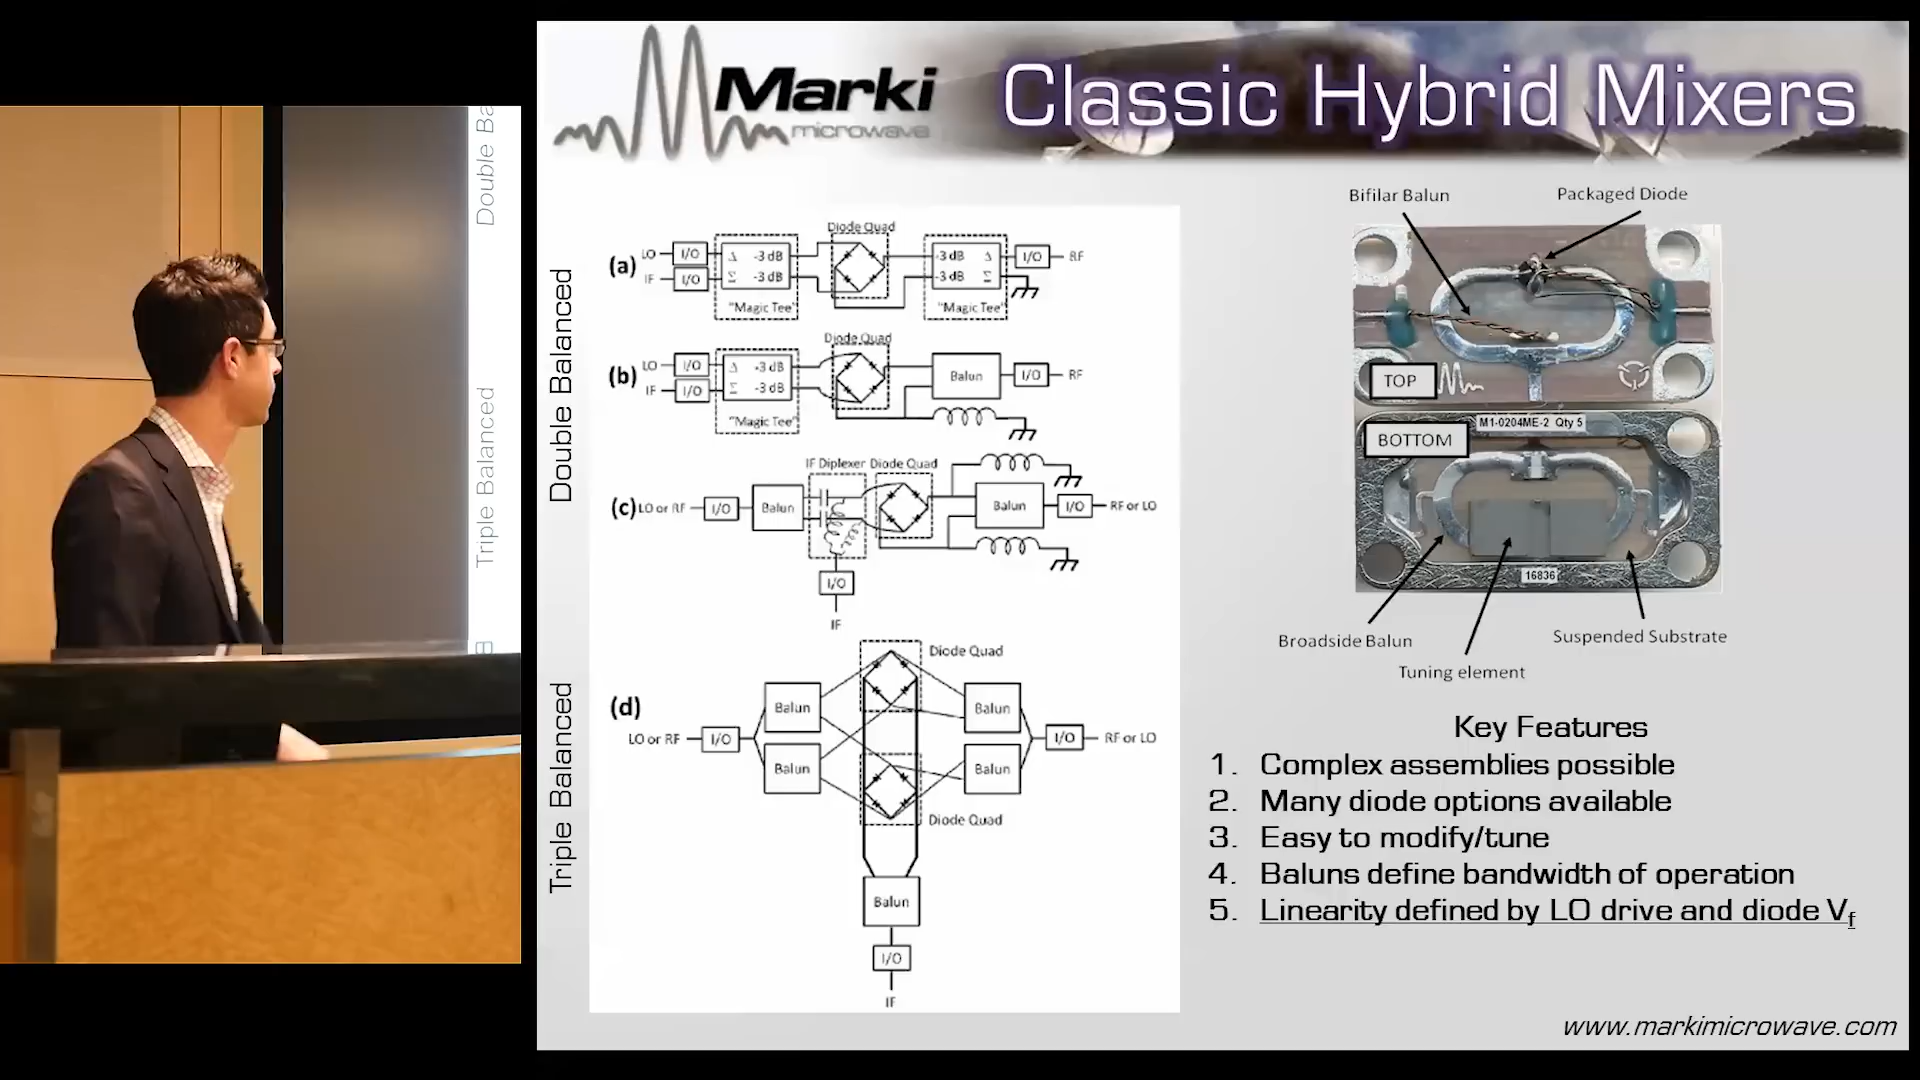 Marki
microwave
Classic Hybrid Mixers
Double Ba
Triple Balanced
Double Balanced
Triple Balanced
(a)
LO
I/O
IF
I/O
Δ -3 dB
Σ -3 dB
"Magic Tee"
Diode Quad
-3 dB Δ
-3 dB Σ
"Magic Tee"
I/O
RF
(b)
LO
I/O
IF
I/O
Δ -3 dB
Σ -3 dB
"Magic Tee"
Diode Quad
Balun
I/O
RF
(c)
LO or RF
I/O
Balun
IF Diplexer
Diode Quad
Balun
I/O
RF or LO
I/O
IF
(d)
LO or RF
I/O
Balun
Balun
Diode Quad
Diode Quad
Balun
Balun
I/O
RF or LO
Balun
I/O
IF
Bifilar Balun
Packaged Diode
TOP
M1-0204ME-2 Qty 5
BOTTOM
16836
Broadside Balun
Tuning element
Suspended Substrate
Key Features
1. Complex assemblies possible
2. Many diode options available
3. Easy to modify/tune
4. Baluns define bandwidth of operation
5. Linearity defined by LO drive and diode Vf
www.markimicrowave.com